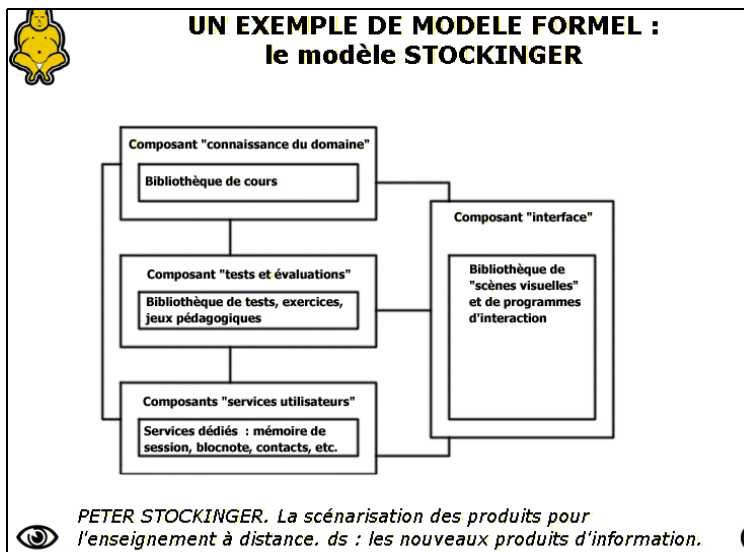 UN EXEMPLE DE MODELE FORMEL :
le modèle STOCKINGER
Composant "connaissance du domaine"
Bibliothèque de cours
Composant "tests et évaluations"
Bibliothèque de tests, exercices,
jeux pédagogiques
Composants "services utilisateurs"
Services dédiés : mémoire de
session, blocnote, contacts, etc.
Composant "interface"
Bibliothèque de
"scènes visuelles"
et de programmes
d'interaction
PETER STOCKINGER. La scénarisation des produits pour
l'enseignement à distance. ds : les nouveaux produits d'information.